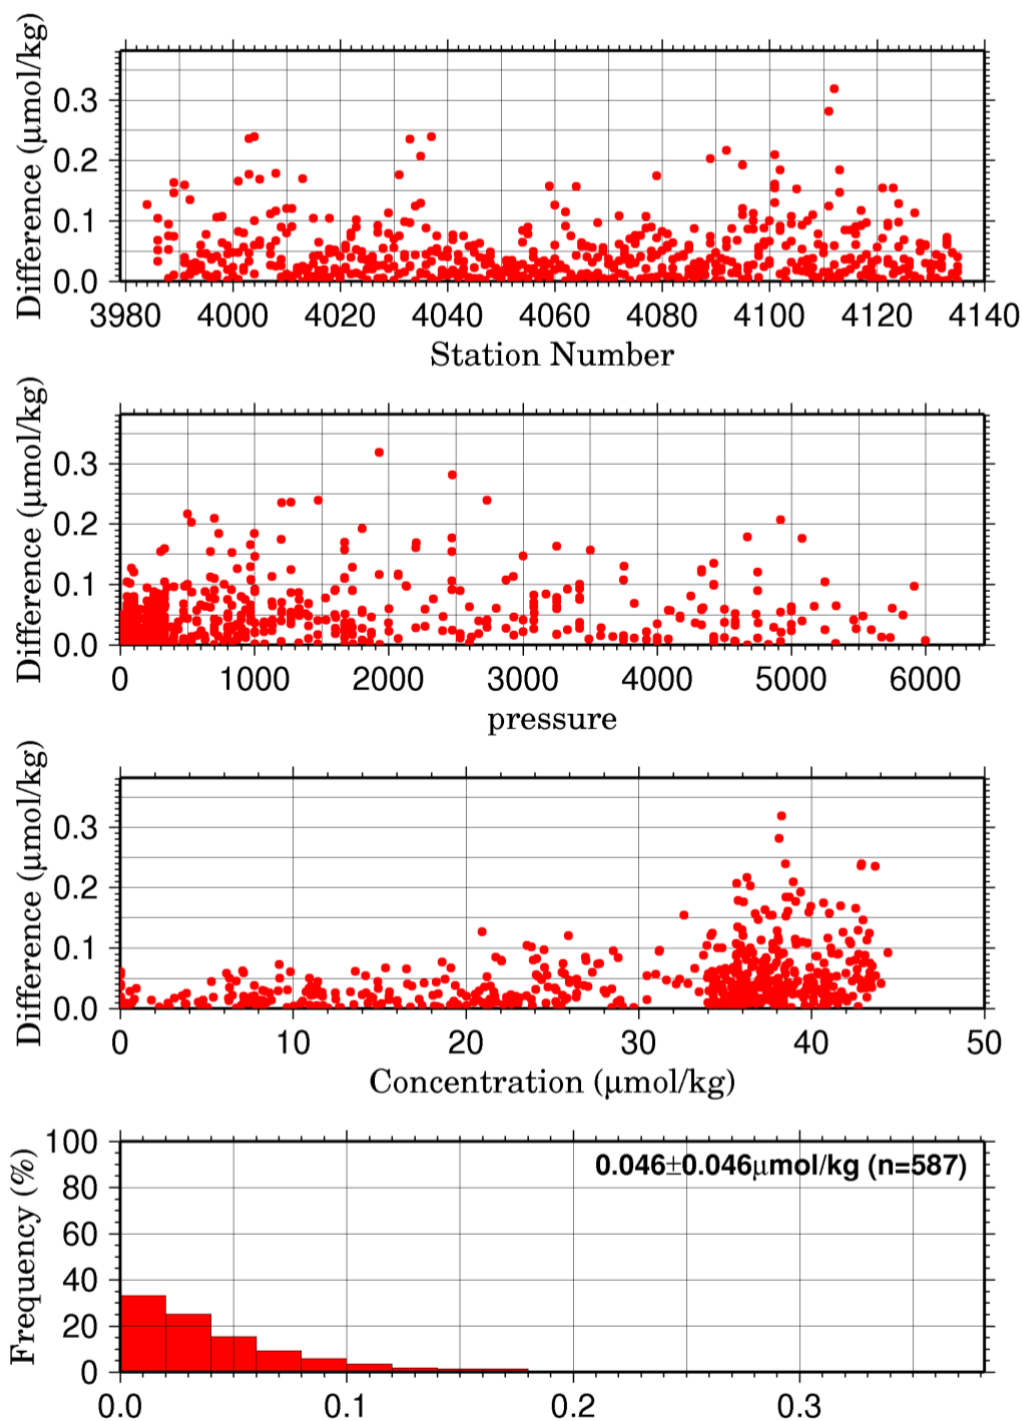 Difference (µmol/kg)
0.3
0.2
0.1
0.0
3980 4000 4020 4040 4060 4080 4100 4120 4140
Station Number
Difference (µmol/kg)
0.3
0.2
0.1
0.0
0 1000 2000 3000 4000 5000 6000
pressure
Difference (µmol/kg)
0.3
0.2
0.1
0.0
0 10 20 30 40 50
Concentration (µmol/kg)
Frequency (%)
100
80
60
40
20
0
0.046±0.046µmol/kg (n=587)
0.0 0.1 0.2 0.3